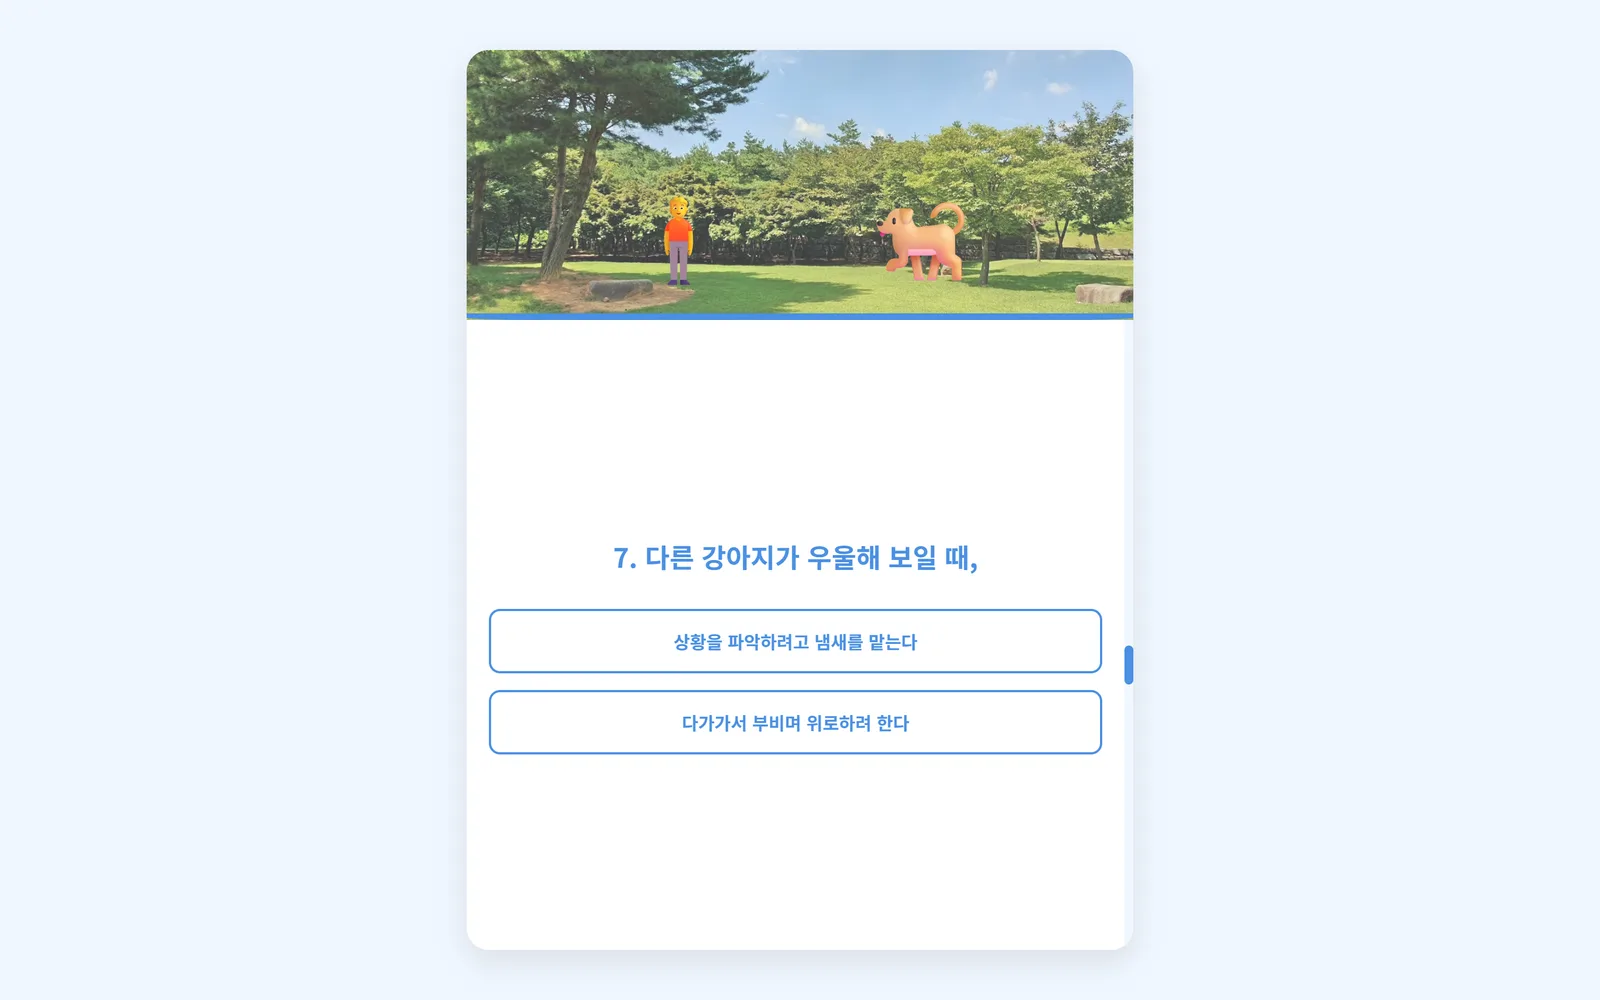 7. 다른 강아지가 우울해 보일 때,
상황을 파악하려고 냄새를 맡는다
다가가서 부비며 위로하려 한다